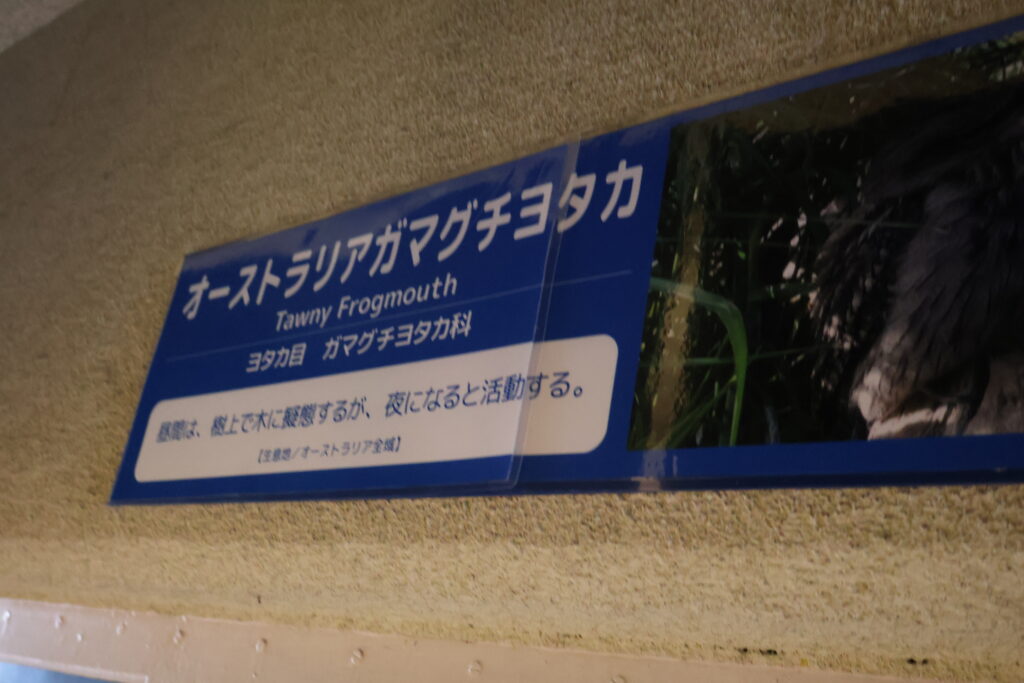 オーストラリアガマグチヨタカ
Tawny Frogmouth
ヨタカ目　ガマグチヨタカ科
昼間は、樹上で木に擬態するが、夜になると活動する。
【生息地/オーストラリア全域】